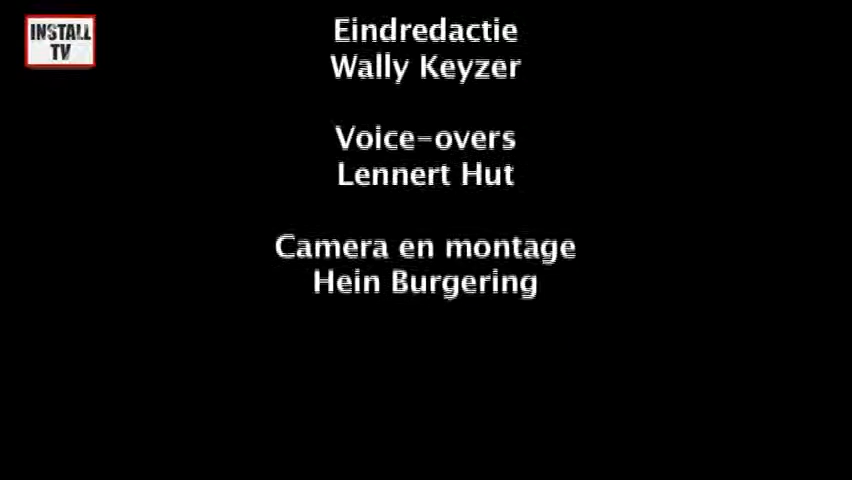 INSTALL
TV
Eindredactie
Wally Keyzer
Voice-overs
Lennert Hut
Camera en montage
Hein Burgering